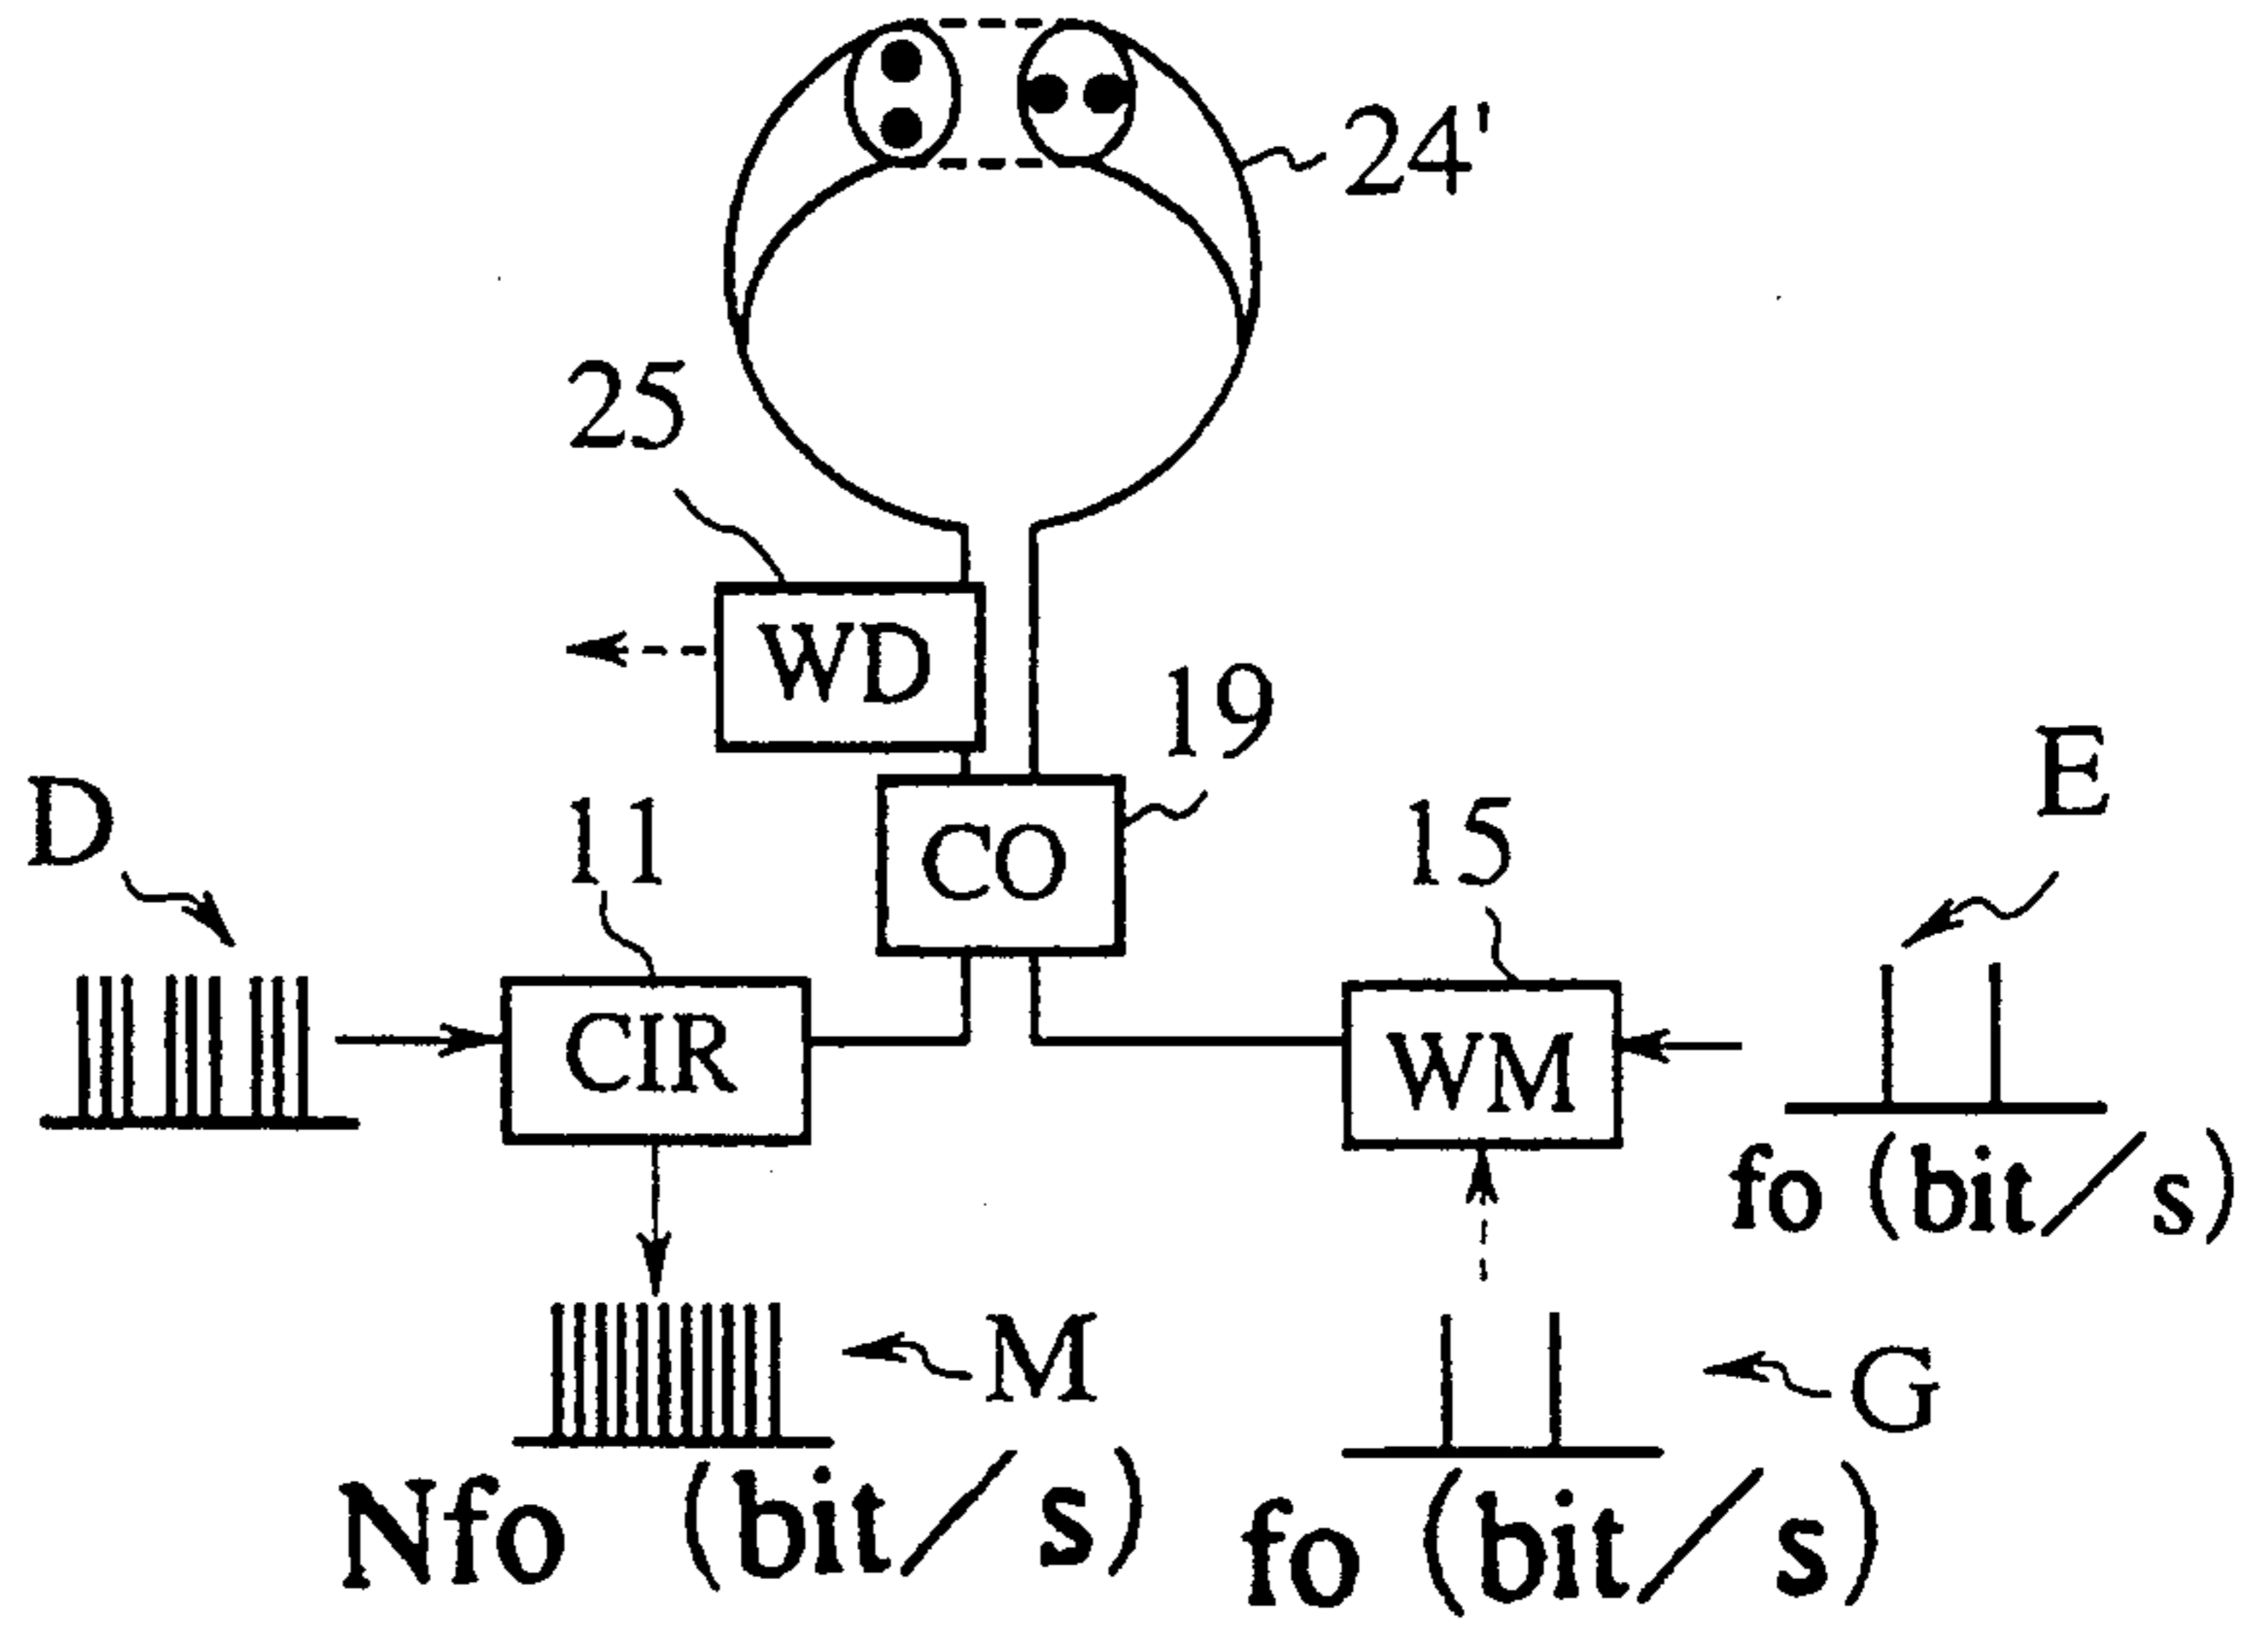 24'
25
WD
19
E
D
11
CO
15
CIR
WM
fo (bit/s)
M
G
Nfo (bit/s)
fo (bit/s)